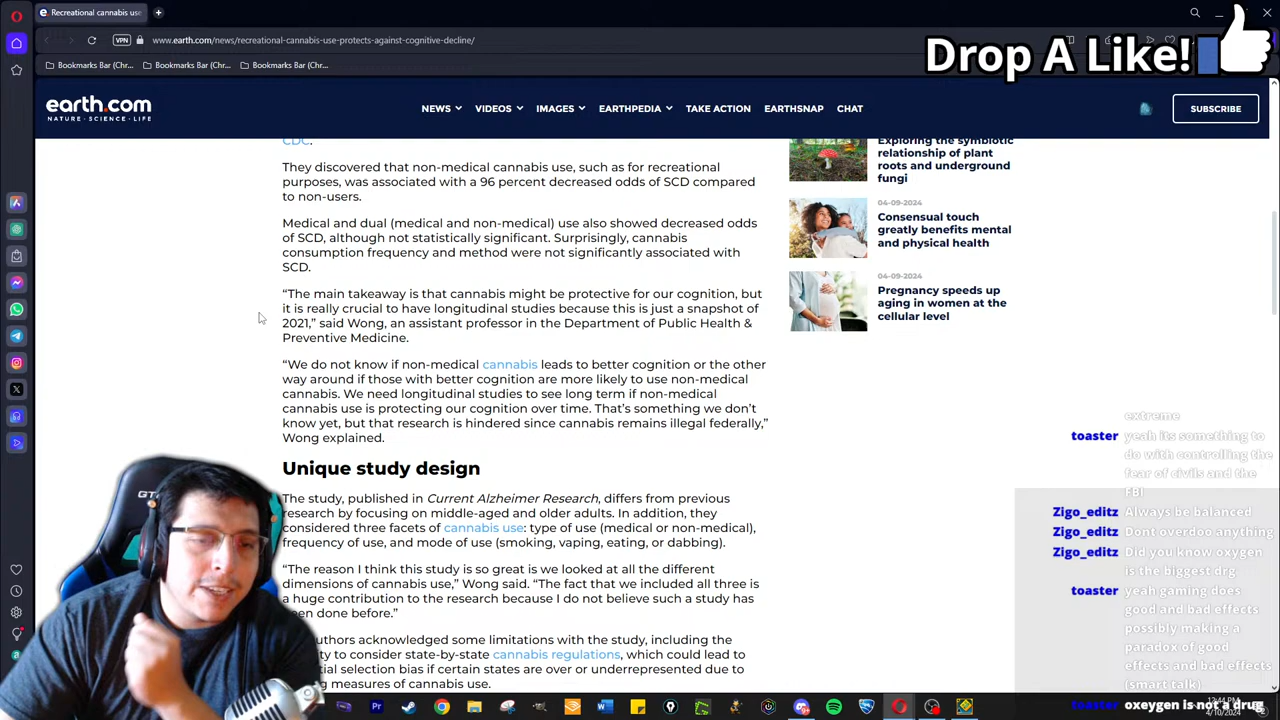 Recreational cannabis use
www.earth.com/news/recreational-cannabis-use-protects-against-cognitive-decline/
VPN
Bookmarks Bar (Chr...
Bookmarks Bar (Chr...
Bookmarks Bar (Chr...
Drop A Like!
earth.com
NATURE · SCIENCE · LIFE
NEWS
VIDEOS
IMAGES
EARTHPEDIA
TAKE ACTION
EARTHSNAP
CHAT
SUBSCRIBE
CDC.
They discovered that non-medical cannabis use, such as for recreational
purposes, was associated with a 96 percent decreased odds of SCD compared
to non-users.
Medical and dual (medical and non-medical) use also showed decreased odds
of SCD, although not statistically significant. Surprisingly, cannabis
consumption frequency and method were not significantly associated with
SCD.
“The main takeaway is that cannabis might be protective for our cognition, but
it is really crucial to have longitudinal studies because this is just a snapshot of
2021,” said Wong, an assistant professor in the Department of Public Health &
Preventive Medicine.
“We do not know if non-medical cannabis leads to better cognition or the other
way around if those with better cognition are more likely to use non-medical
cannabis. We need longitudinal studies to see long term if non-medical
cannabis use is protecting our cognition over time. That’s something we don’t
know yet, but that research is hindered since cannabis remains illegal federally,”
Wong explained.
Unique study design
The study, published in Current Alzheimer Research, differs from previous
research by focusing on middle-aged and older adults. In addition, they
considered three facets of cannabis use: type of use (medical or non-medical),
frequency of use, and mode of use (smoking, vaping, eating, or dabbing).
“The reason I think this study is so great is we looked at all the different
dimensions of cannabis use,” Wong said. “The fact that we included all three is
a huge contribution to the research because I do not believe such a study has
been done before.”
authors acknowledged some limitations with the study, including the
to consider state-by-state cannabis regulations, which could lead to
selection bias if certain states are over or underrepresented due to
measures of cannabis use.
Exploring the symbiotic
relationship of plant
roots and underground
fungi
04-09-2024
Consensual touch
greatly benefits mental
and physical health
04-09-2024
Pregnancy speeds up
aging in women at the
cellular level
extreme
toaster yeah its something to
do with controlling the
fear of civils and the
FBI
Zigo_editz Always be balanced
Zigo_editz Dont overdoo anything
Zigo_editz Did you know oxygen
is the biggest drg
toaster yeah gaming does
good and bad effects
possibly making a
paradox of good
effects and bad effects
(smart talk)
toaster oxeygen is not a drug
12:44 PM
4/10/2024